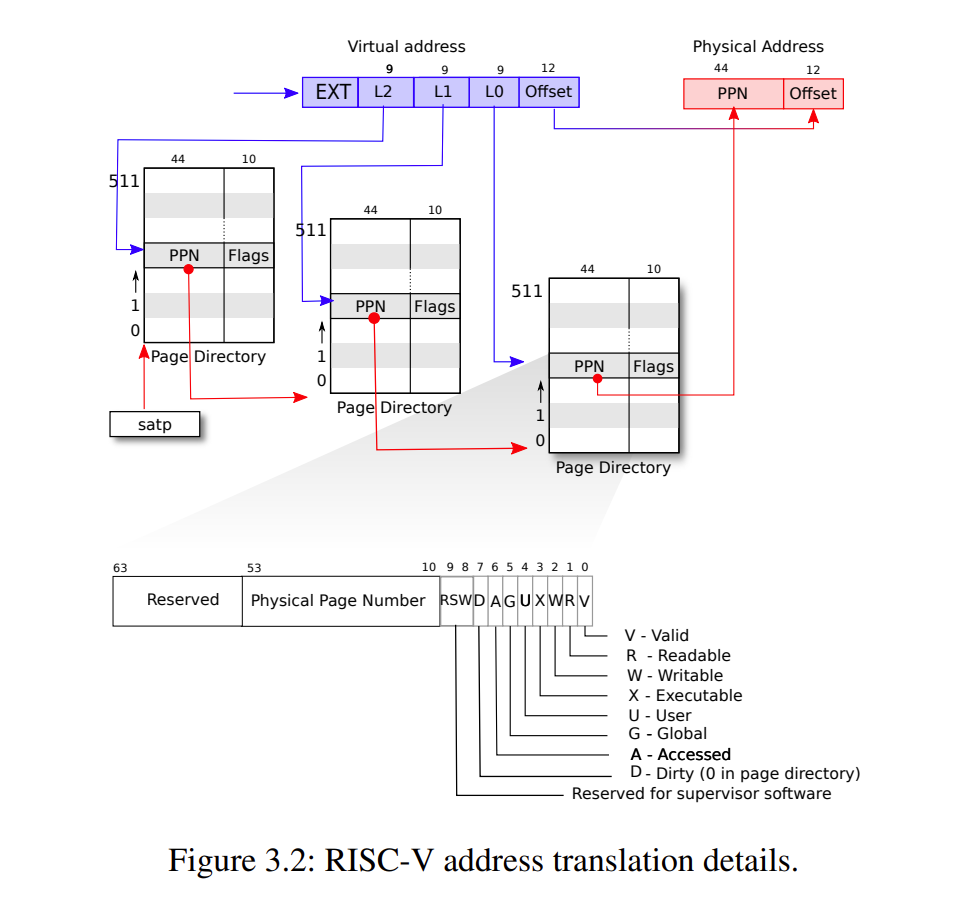 Virtual address
Physical Address
9 9 9 12
44 12
EXT L2 L1 L0 Offset
PPN Offset
44 10
511
PPN Flags
1
0
Page Directory
satp
44 10
511
PPN Flags
1
0
Page Directory
44 10
511
PPN Flags
1
0
Page Directory
63 53 10 9 8 7 6 5 4 3 2 1 0
Reserved Physical Page Number RSW D A G U X W R V
V - Valid
R - Readable
W - Writable
X - Executable
U - User
G - Global
A - Accessed
D - Dirty (0 in page directory)
Reserved for supervisor software
Figure 3.2: RISC-V address translation details.